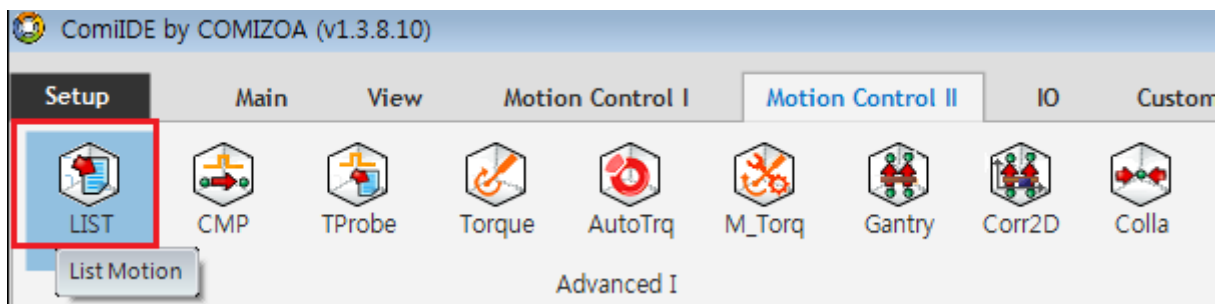 ComiIDE by COMIZOA (v1.3.8.10)
Setup Main View Motion Control I Motion Control II IO Custom
LIST CMP TProbe Torque AutoTrq M_Torq Gantry Corr2D Colla
List Motion
Advanced I